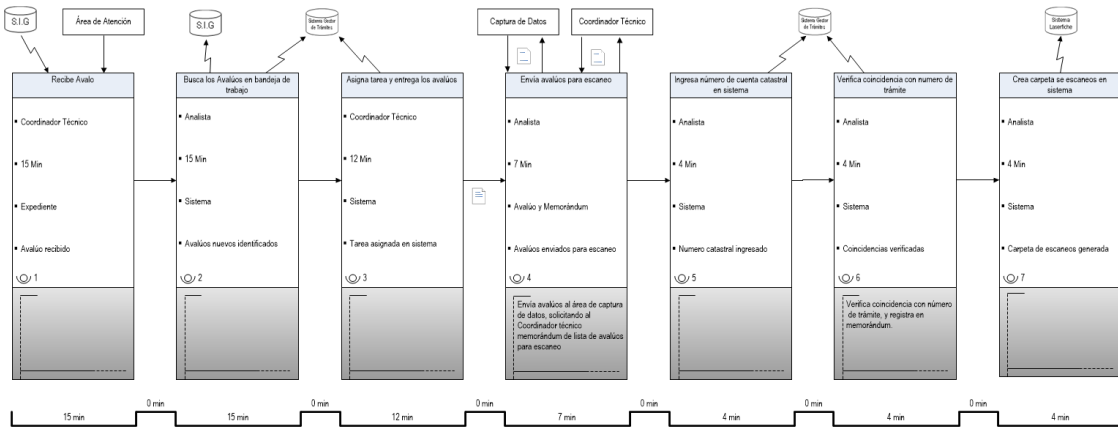 S.I.G
Área de Atención
S.I.G
Sistema Gestor
de Trámites
Captura de Datos
Coordinador Técnico
Sistema Gestor
de Trámites
Sistema
Laserfiche
Recibe Avalo
▪ Coordinador Técnico
▪ 15 Min
▪ Expediente
▪ Avalúo recibido
1
Busca los Avalúos en bandeja de
trabajo
▪ Analista
▪ 15 Min
▪ Sistema
▪ Avalúos nuevos identificados
2
Asigna tarea y entrega los avalúos
▪ Coordinador Técnico
▪ 12 Min
▪ Sistema
▪ Tarea asignada en sistema
3
Envía avalúos para escaneo
▪ Analista
▪ 7 Min
▪ Avalúo y Memorándum
▪ Avalúos enviados para escaneo
4
Envía avalúos al área de captura
de datos, solicitando al
Coordinador técnico
memorándum de lista de avalúos
para escaneo
Ingresa número de cuenta catastral
en sistema
▪ Analista
▪ 4 Min
▪ Sistema
▪ Numero catastral ingresado
5
Verifica coincidencia con numero de
trámite
▪ Analista
▪ 4 Min
▪ Sistema
▪ Coincidencias verificadas
6
Verifica coincidencia con número
de trámite, y registra en
memorándum.
Crea carpeta se escaneos en
sistema
▪ Analista
▪ 4 Min
▪ Sistema
▪ Carpeta de escaneos generada
7
15 min
0 min
15 min
0 min
12 min
0 min
7 min
0 min
4 min
0 min
4 min
0 min
4 min